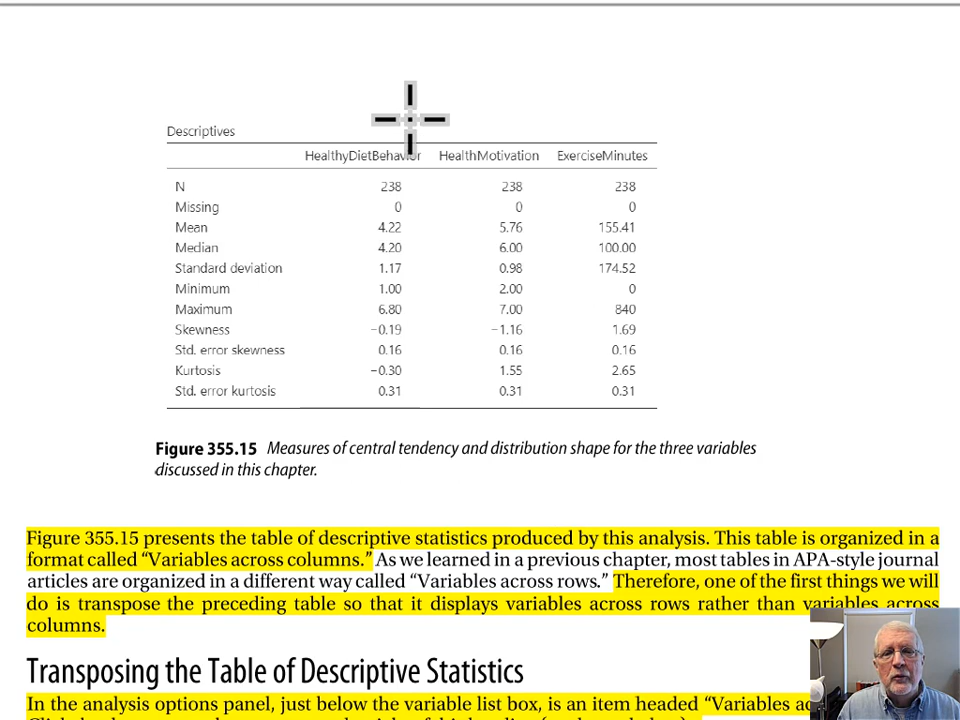 Descriptives
HealthyDietBehavior HealthMotivation ExerciseMinutes
N 238 238 238
Missing 0 0 0
Mean 4.22 5.76 155.41
Median 4.20 6.00 100.00
Standard deviation 1.17 0.98 174.52
Minimum 1.00 2.00 0
Maximum 6.80 7.00 840
Skewness −0.19 −1.16 1.69
Std. error skewness 0.16 0.16 0.16
Kurtosis −0.30 1.55 2.65
Std. error kurtosis 0.31 0.31 0.31
Figure 355.15 Measures of central tendency and distribution shape for the three variables
discussed in this chapter.
Figure 355.15 presents the table of descriptive statistics produced by this analysis. This table is organized in a
format called “Variables across columns.” As we learned in a previous chapter, most tables in APA-style journal
articles are organized in a different way called “Variables across rows.” Therefore, one of the first things we will
do is transpose the preceding table so that it displays variables across rows rather than variables across
columns.
Transposing the Table of Descriptive Statistics
In the analysis options panel, just below the variable list box, is an item headed “Variables